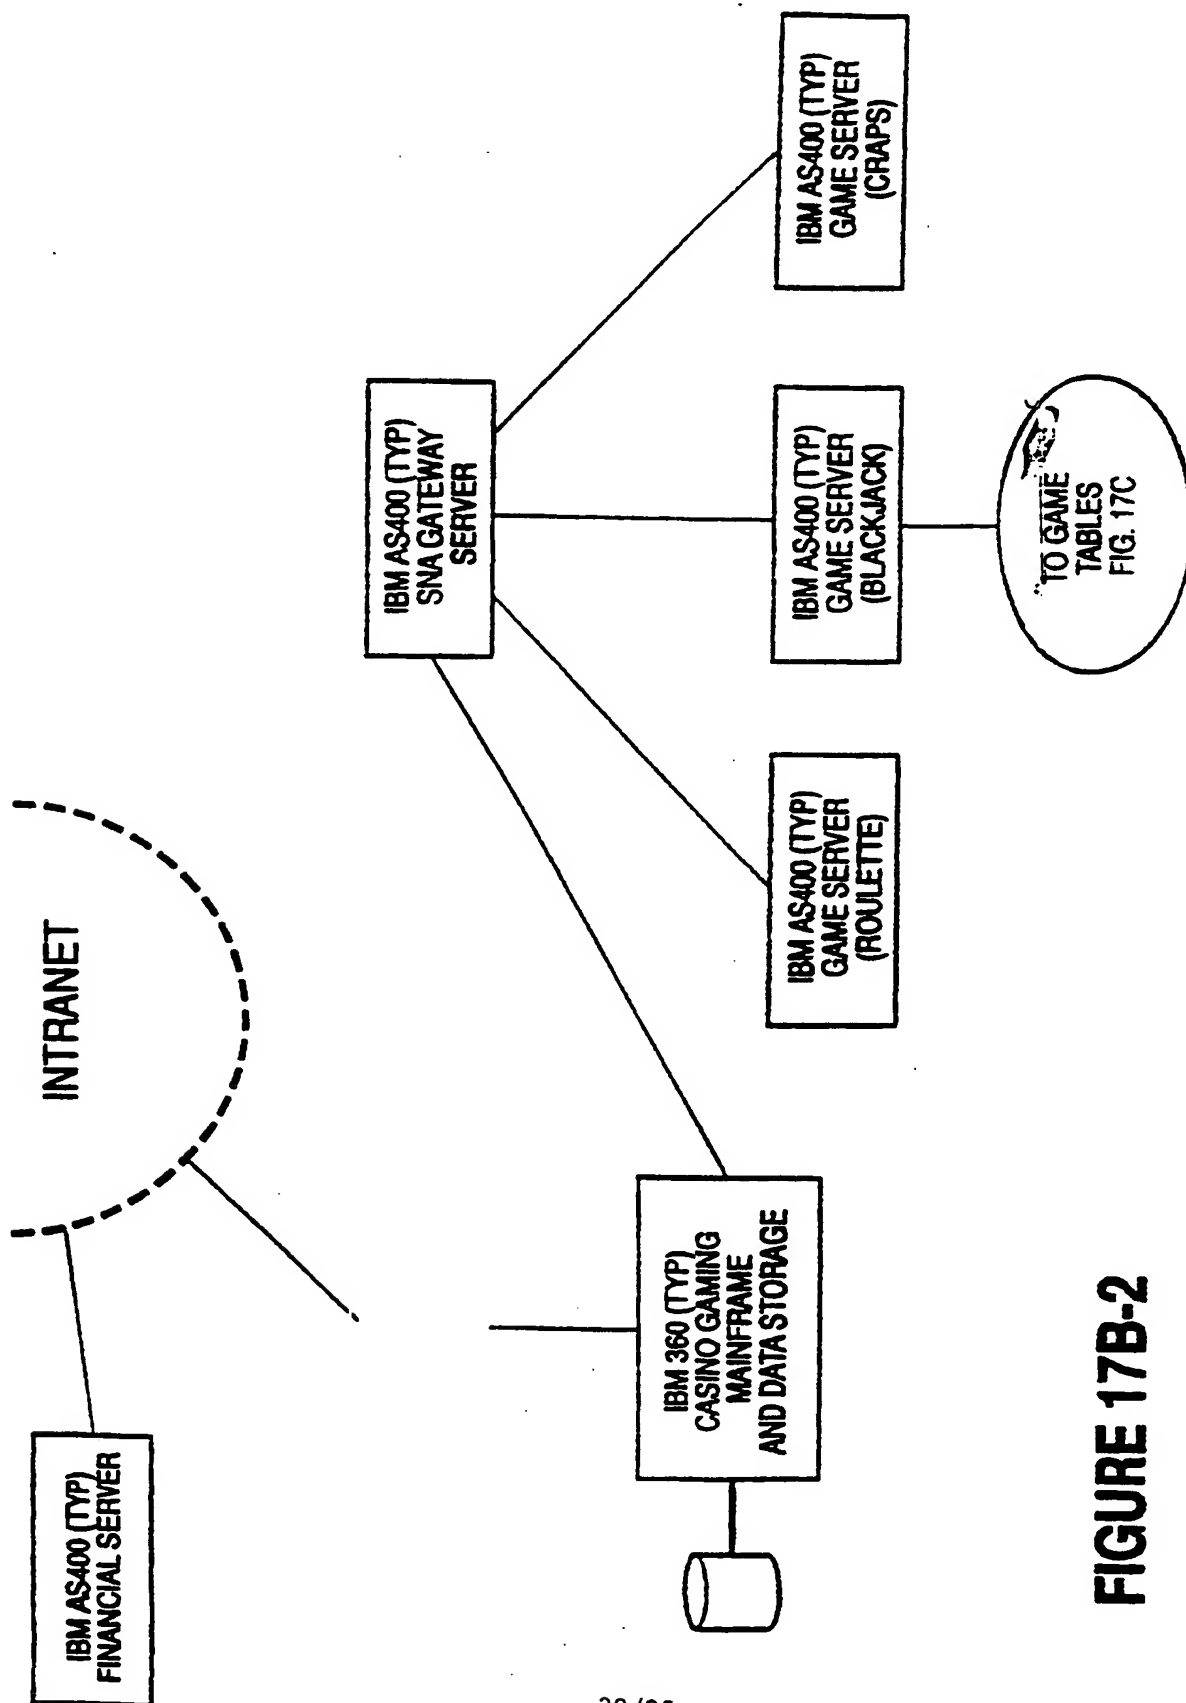 INTRANET
IBM AS400 (TYP)
FINANCIAL SERVER
IBM AS400 (TYP)
SNA GATEWAY
SERVER
IBM 360 (TYP)
CASINO GAMING
MAINFRAME
AND DATA STORAGE
IBM AS400 (TYP)
GAME SERVER
(ROULETTE)
IBM AS400 (TYP)
GAME SERVER
(BLACKJACK)
IBM AS400 (TYP)
GAME SERVER
(CRAPS)
TO GAME
TABLES
FIG. 17C
FIGURE 17B-2